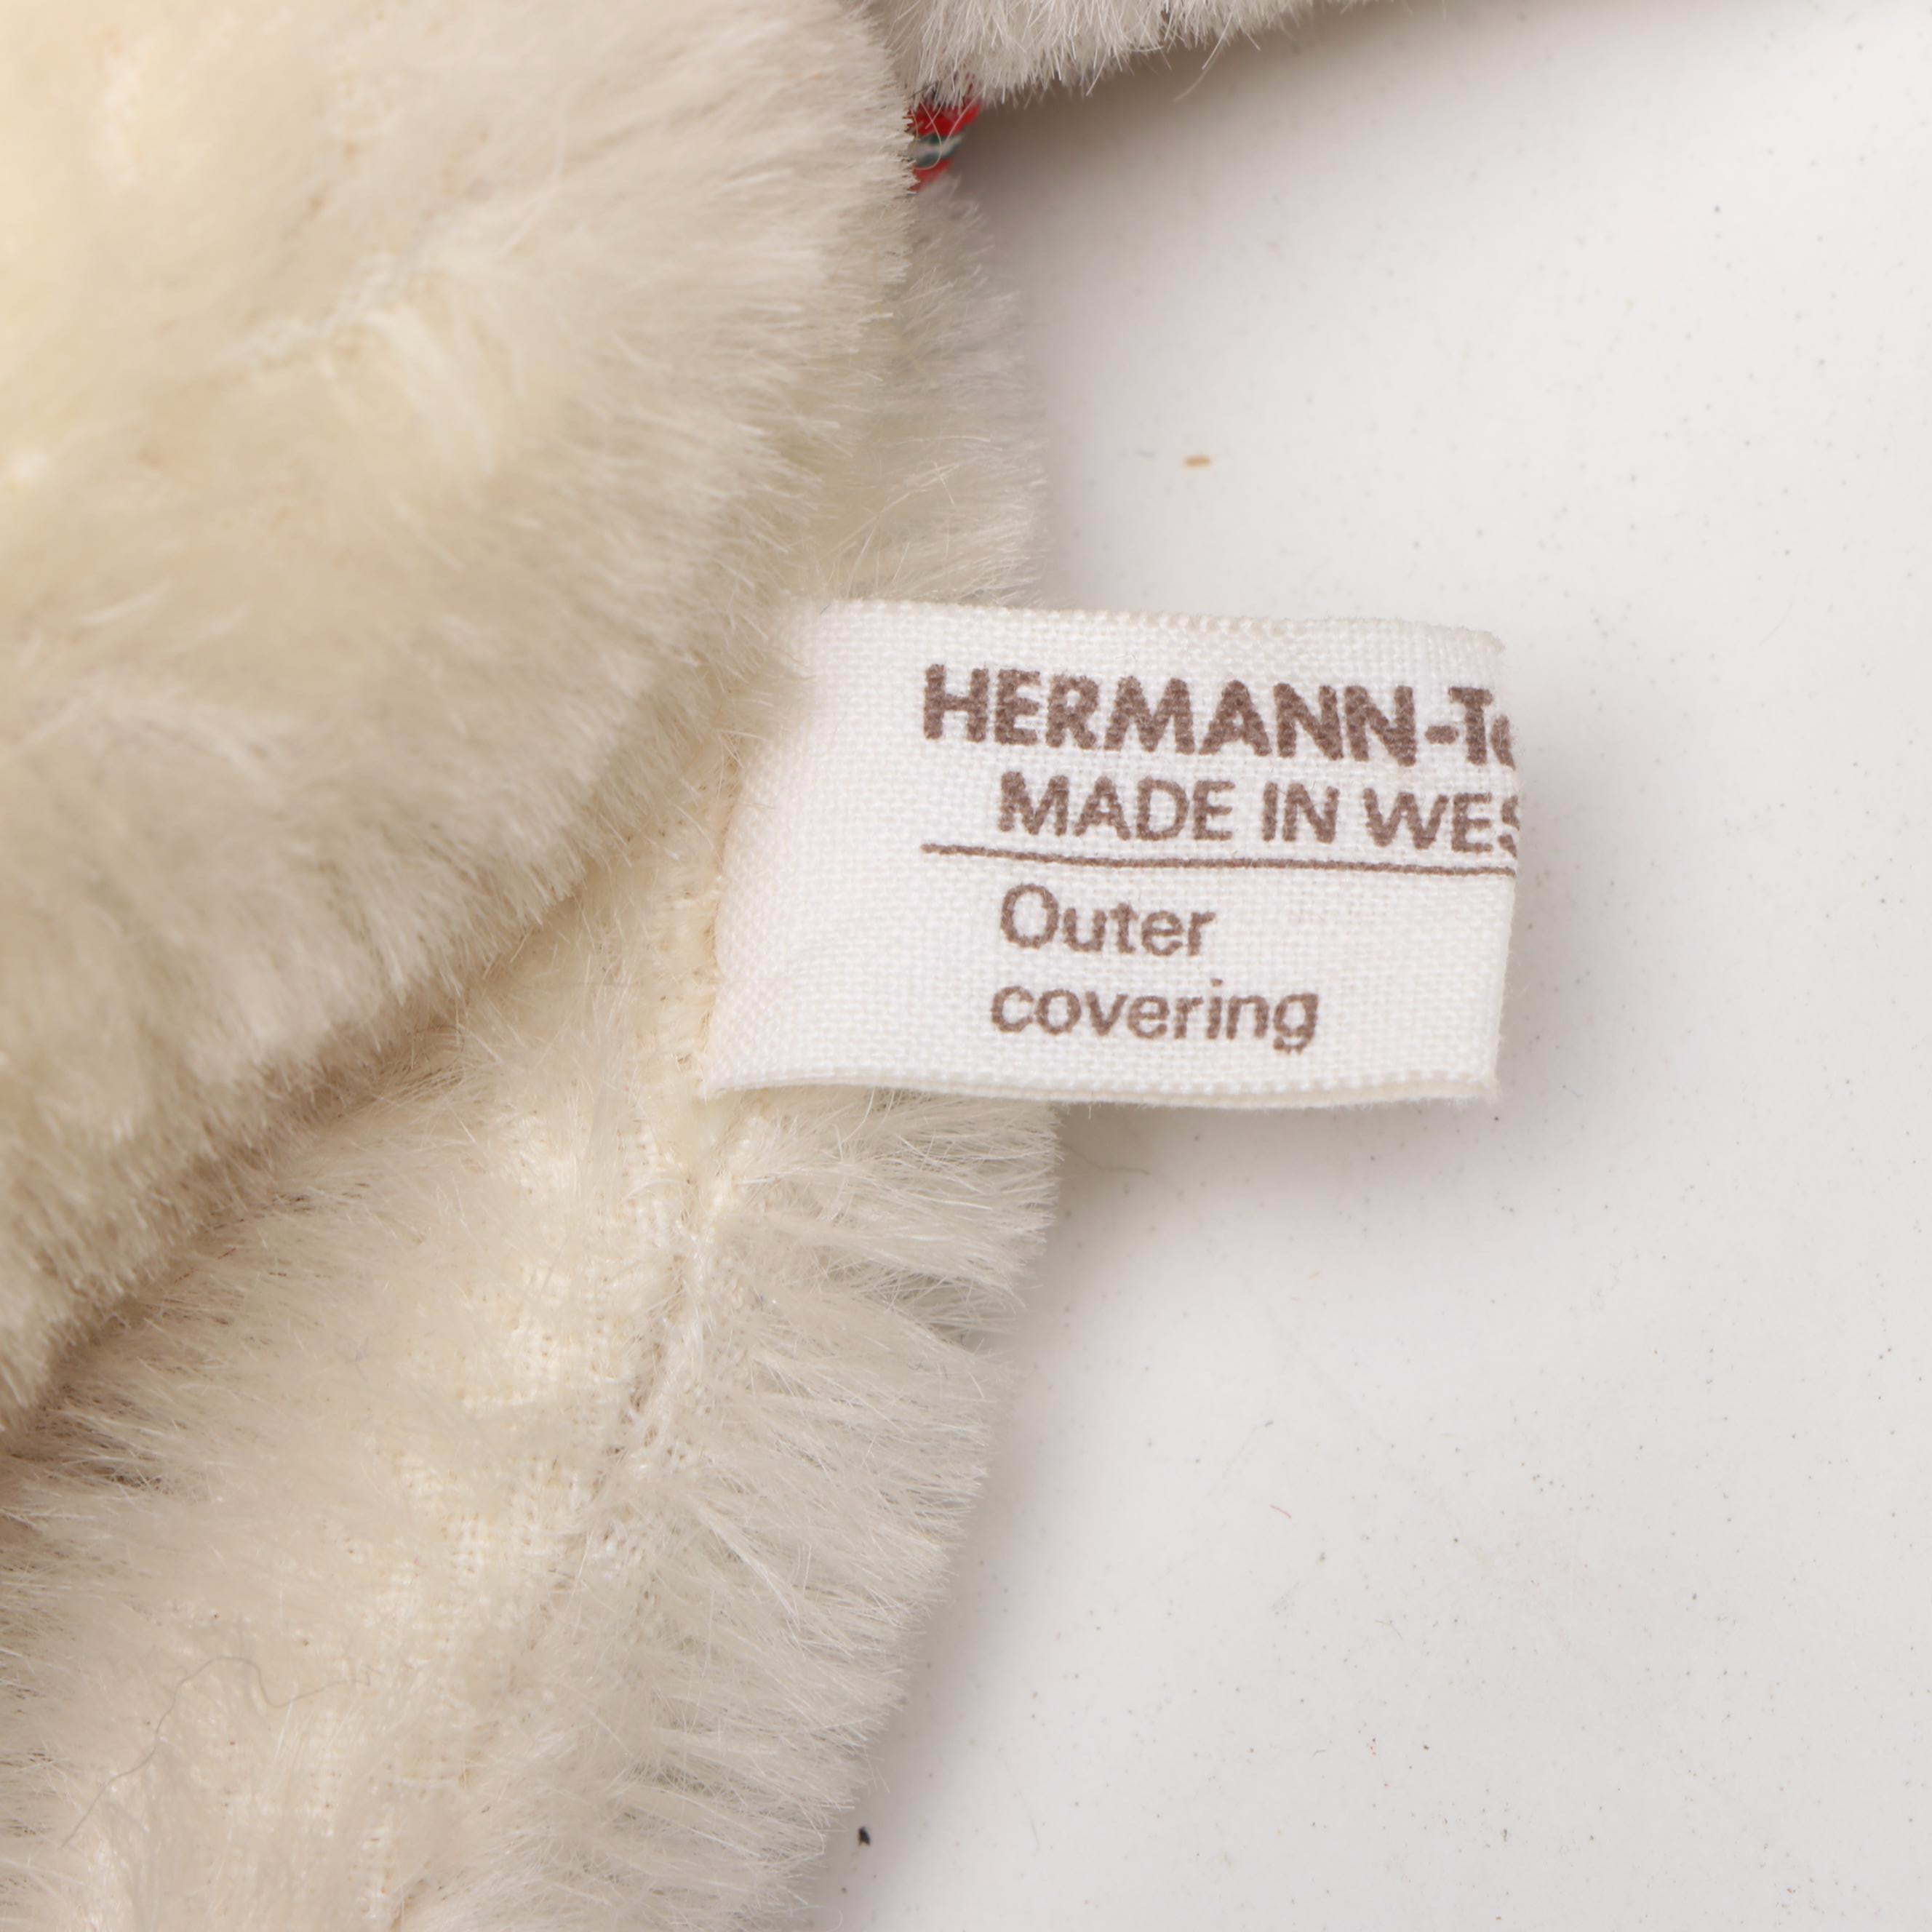 HERMANN-Te
MADE IN WES
Outer
covering